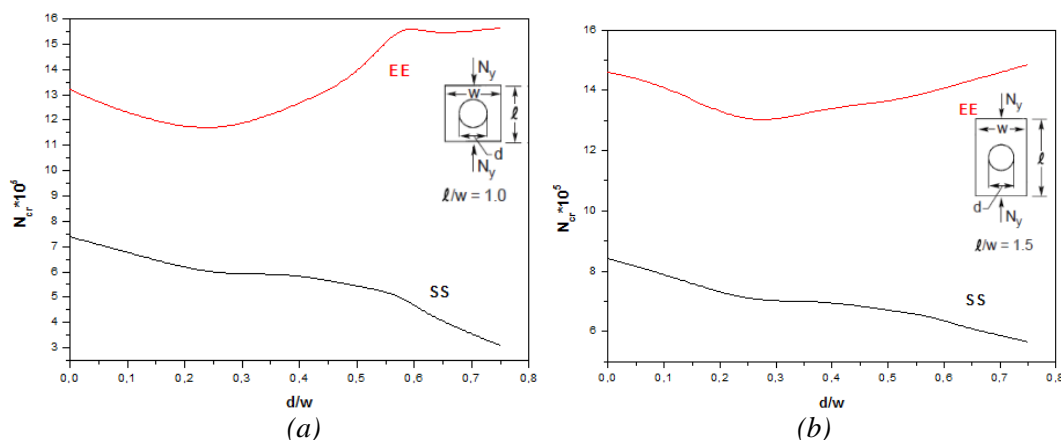 16
15
14
13
12
11
10
9
8
7
6
5
4
3
N_cr*10^5
0,0 0,1 0,2 0,3 0,4 0,5 0,6 0,7 0,8
d/w
EE
SS
N_y
w
ℓ
d
N_y
ℓ/w = 1.0
(a)
16
14
12
10
8
6
N_cr*10^5
0,0 0,1 0,2 0,3 0,4 0,5 0,6 0,7 0,8
d/w
EE
SS
N_y
w
ℓ
d
N_y
ℓ/w = 1.5
(b)